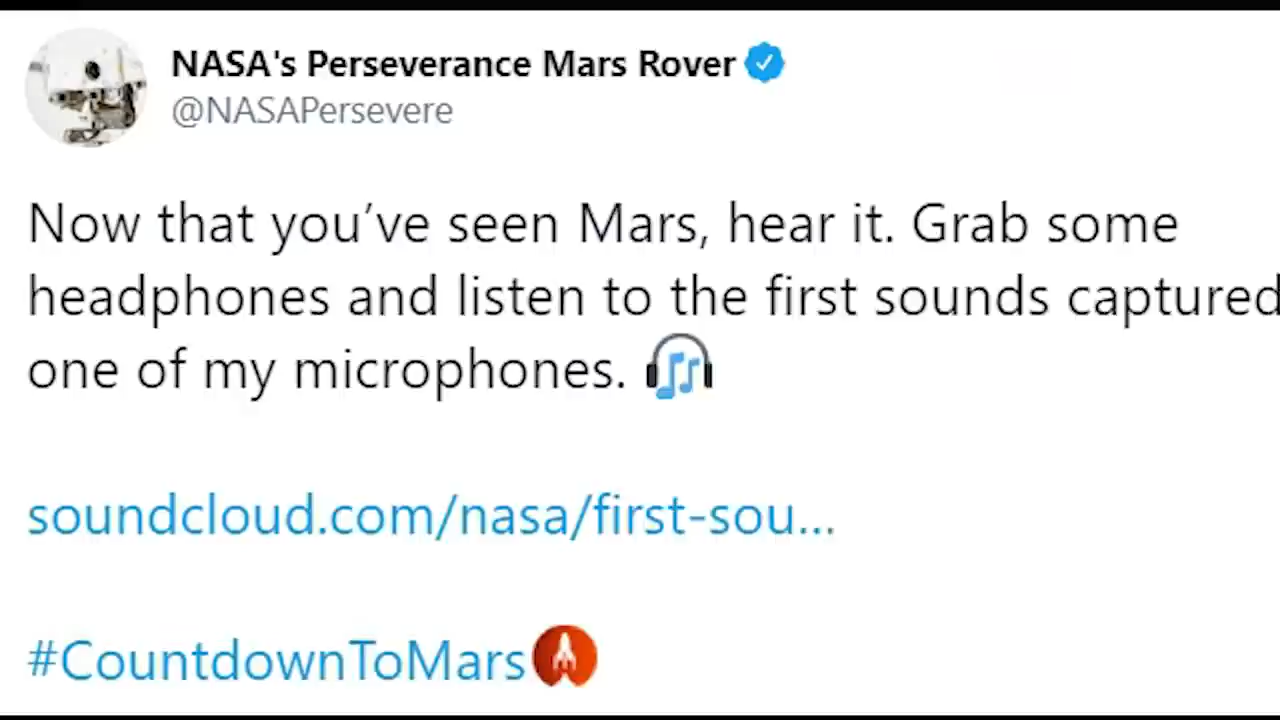 NASA's Perseverance Mars Rover
@NASAPersevere
Now that you’ve seen Mars, hear it. Grab some
headphones and listen to the first sounds captured
one of my microphones.
soundcloud.com/nasa/first-sou...
#CountdownToMars